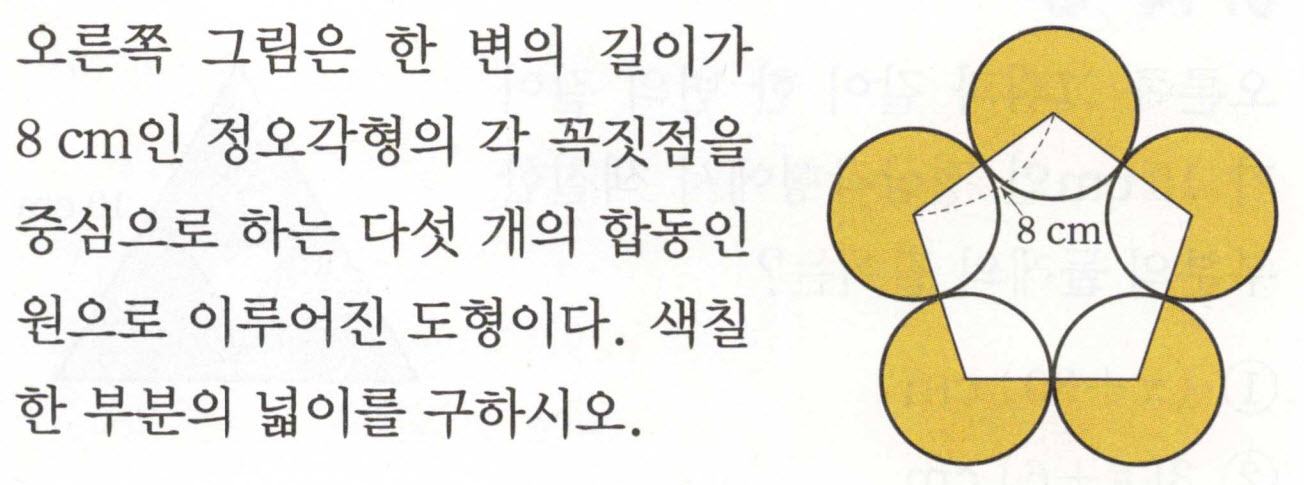 오른쪽 그림은 한 변의 길이가
8 cm인 정오각형의 각 꼭짓점을
중심으로 하는 다섯 개의 합동인
원으로 이루어진 도형이다. 색칠
한 부분의 넓이를 구하시오.
8 cm